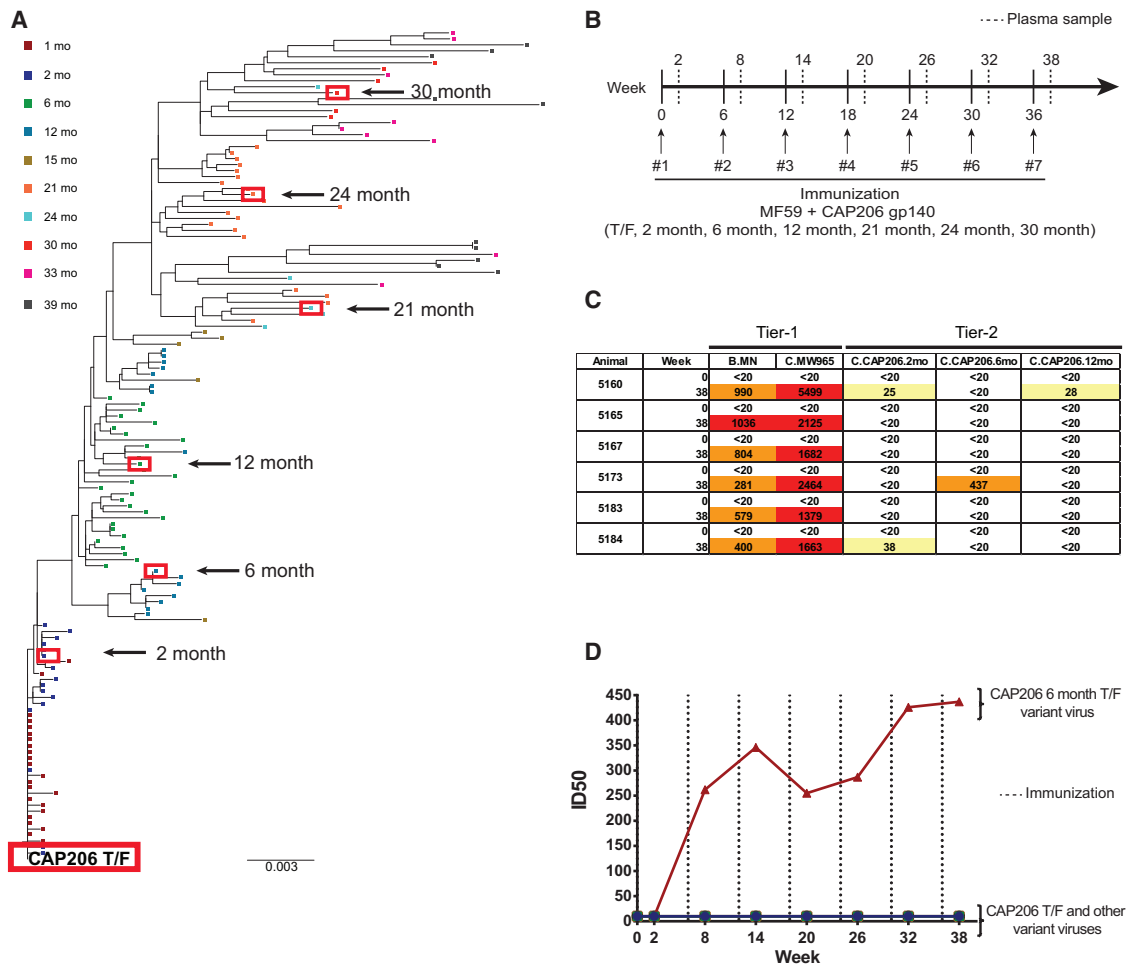 A
1 mo
2 mo
6 mo
12 mo
15 mo
21 mo
24 mo
30 mo
33 mo
39 mo
30 month
24 month
21 month
12 month
6 month
2 month
CAP206 T/F
0.003
B
Plasma sample
2 8 14 20 26 32 38
Week
0 6 12 18 24 30 36
#1 #2 #3 #4 #5 #6 #7
Immunization
MF59 + CAP206 gp140
(T/F, 2 month, 6 month, 12 month, 21 month, 24 month, 30 month)
C
Tier-1 Tier-2
Animal Week B.MN C.MW965 C.CAP206.2mo C.CAP206.6mo C.CAP206.12mo
5160 0 <20 <20 <20 <20 <20
38 990 5499 25 <20 28
5165 0 <20 <20 <20 <20 <20
38 1036 2125 <20 <20 <20
5167 0 <20 <20 <20 <20 <20
38 804 1682 <20 <20 <20
5173 0 <20 <20 <20 <20 <20
38 281 2464 <20 437 <20
5183 0 <20 <20 <20 <20 <20
38 579 1379 <20 <20 <20
5184 0 <20 <20 <20 <20 <20
38 400 1663 38 <20 <20
D
450
400
350
300
250
200
150
100
50
0
ID50
0 2 8 14 20 26 32 38
Week
CAP206 6 month T/F
variant virus
Immunization
CAP206 T/F and other
variant viruses